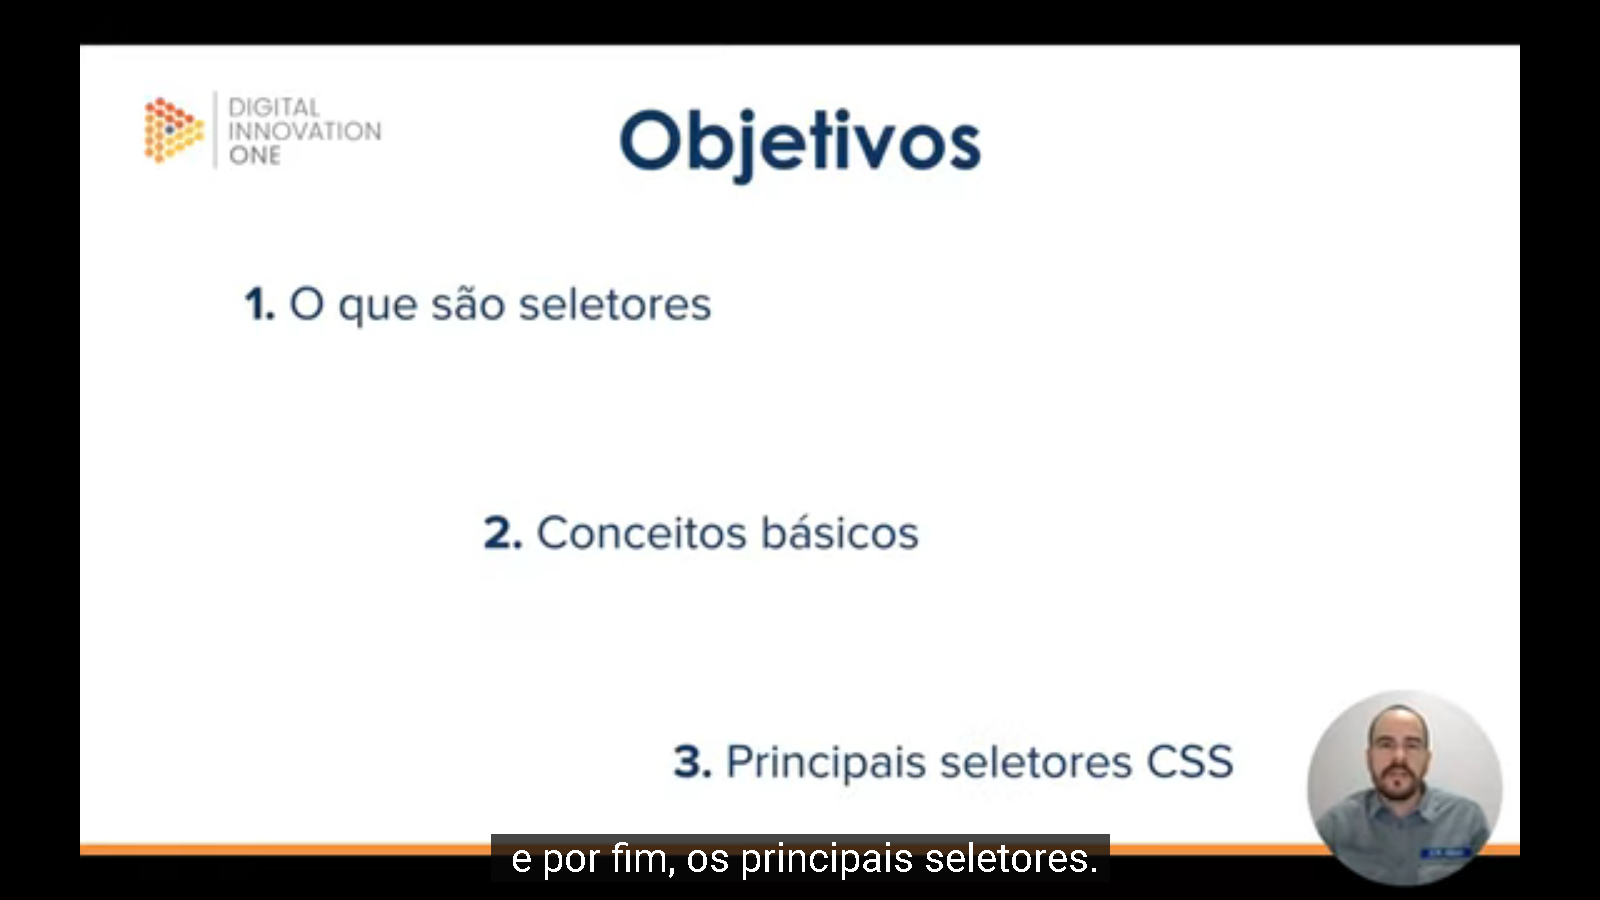 DIGITAL
INNOVATION
ONE
Objetivos
1. O que são seletores
2. Conceitos básicos
3. Principais seletores CSS
e por fim, os principais seletores.